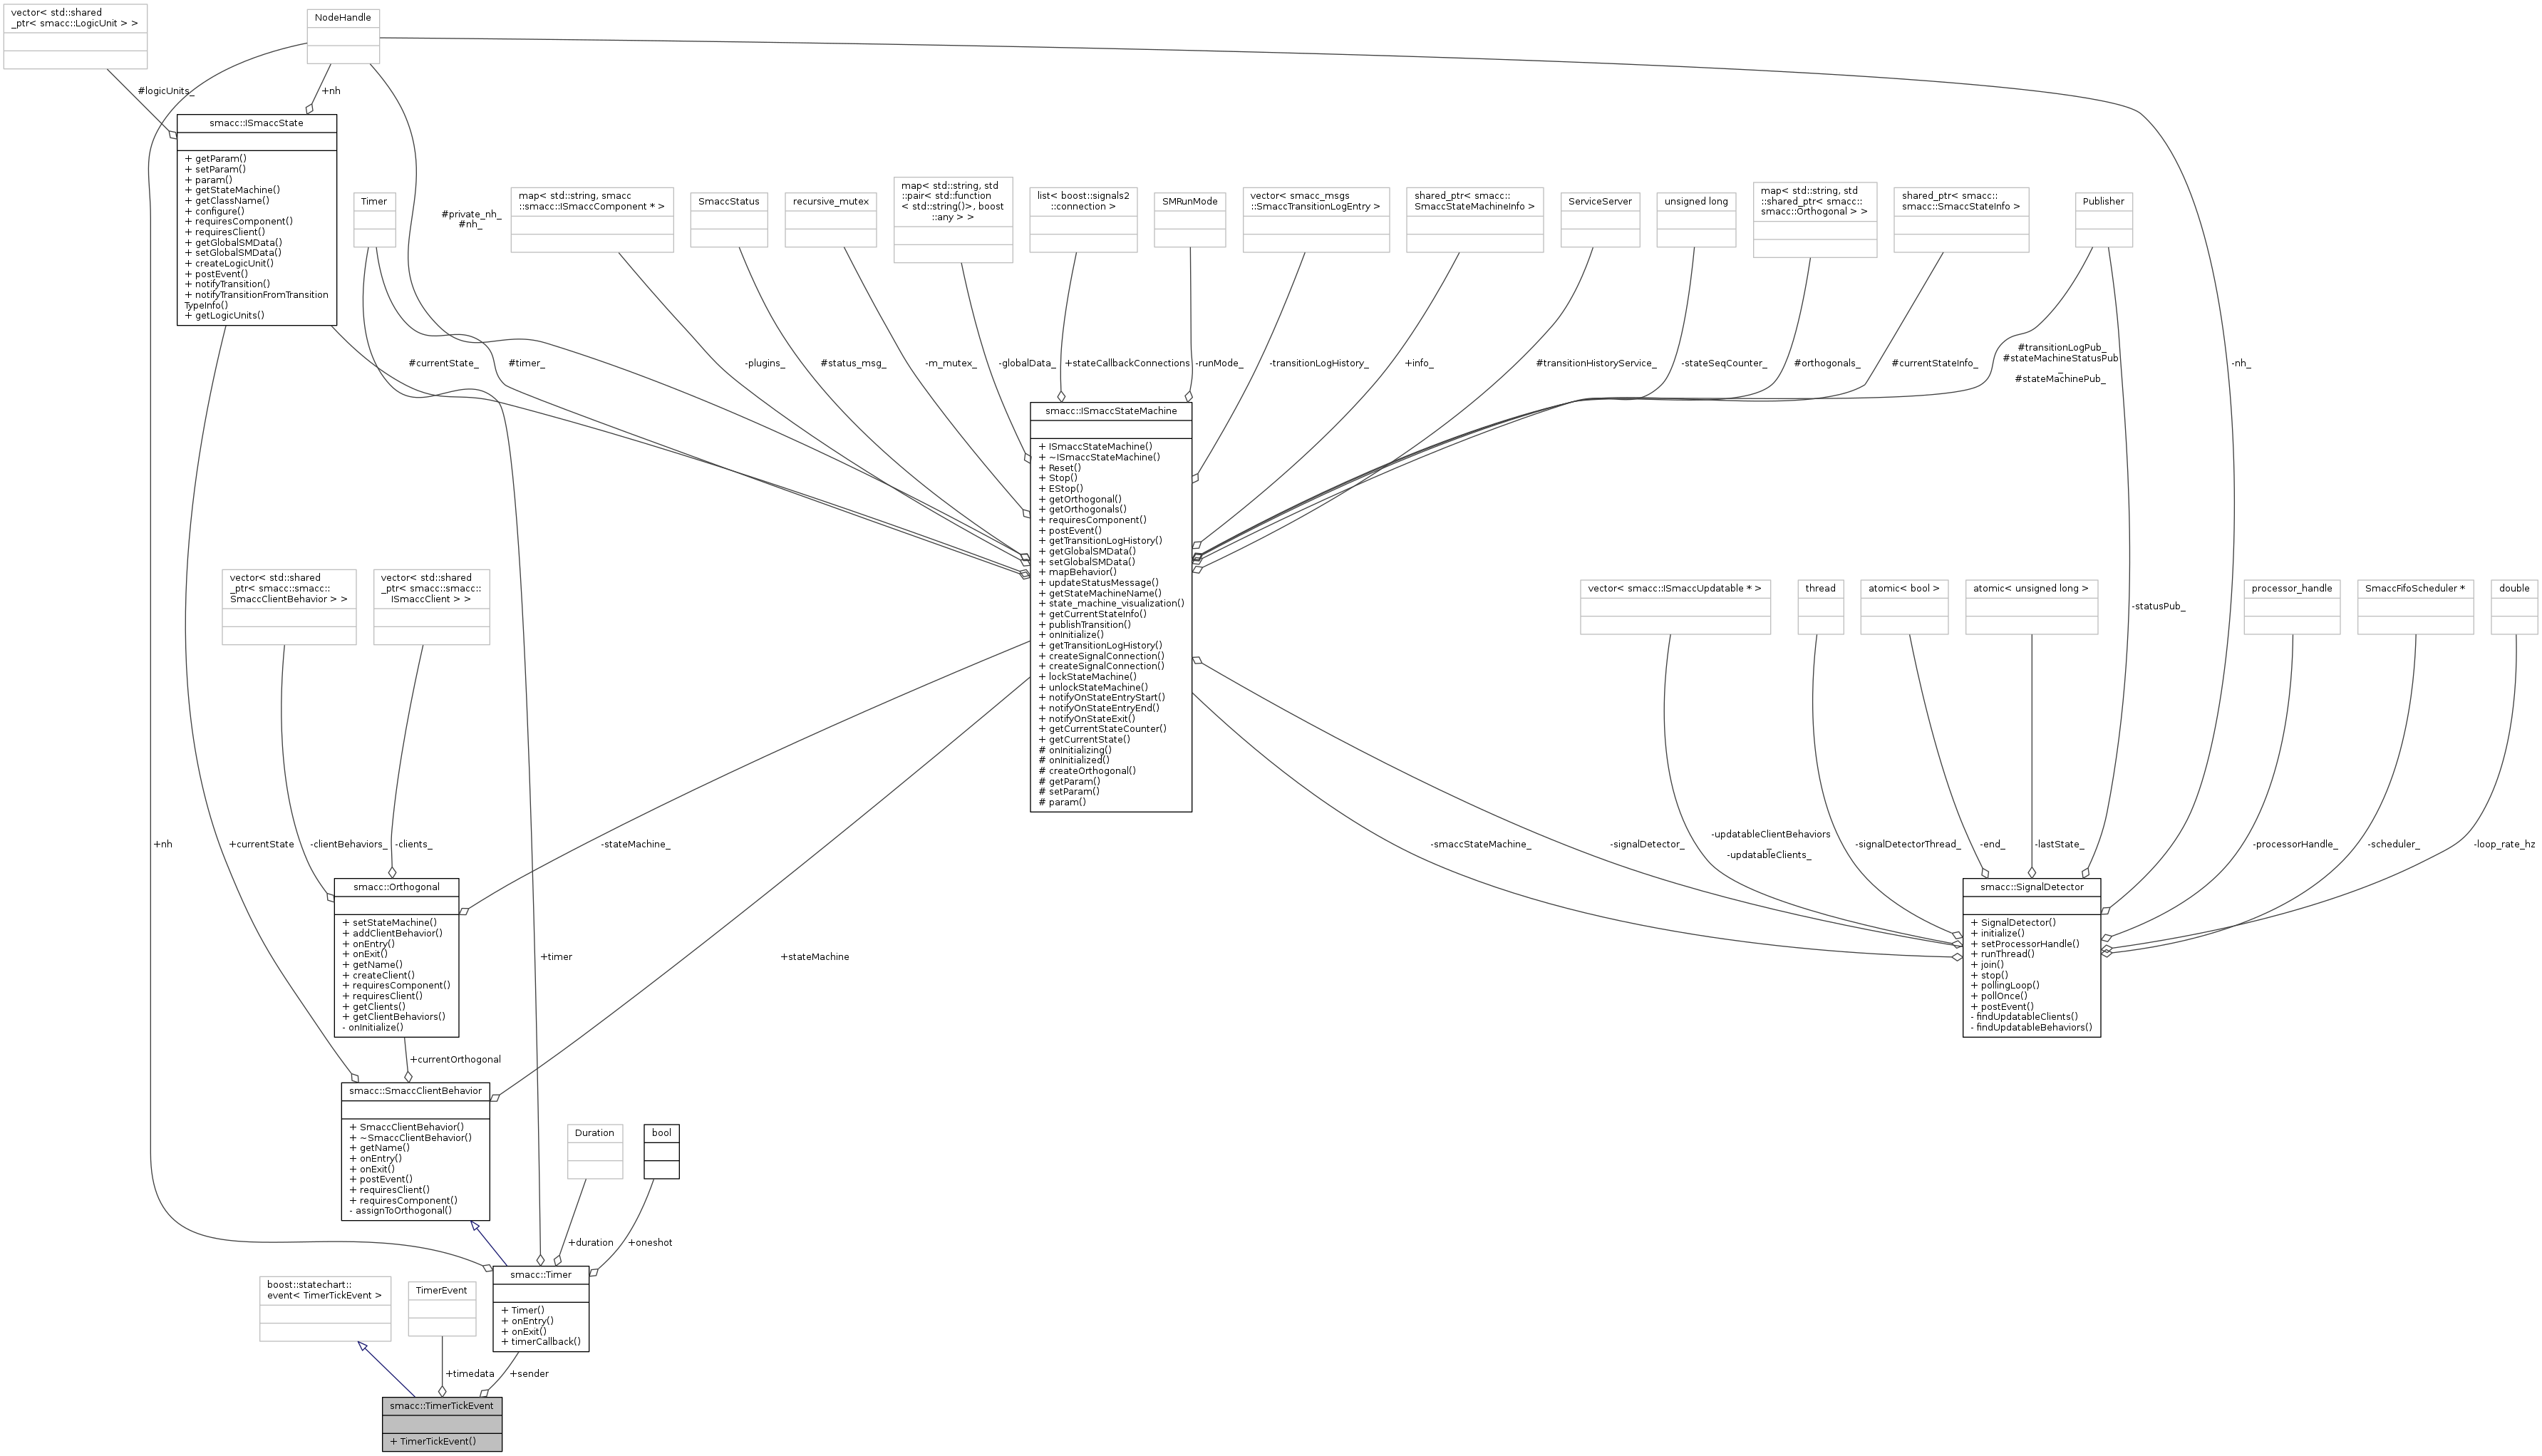 vector< std::shared
_ptr< smacc::LogicUnit > >
NodeHandle
#logicUnits_
+nh
smacc::ISmaccState
+ getParam()
+ setParam()
+ param()
+ getStateMachine()
+ getClassName()
+ configure()
+ requiresComponent()
+ requiresClient()
+ getGlobalSMData()
+ setGlobalSMData()
+ createLogicUnit()
+ postEvent()
+ notifyTransition()
+ notifyTransitionFromTransition
TypeInfo()
+ getLogicUnits()
Timer
#private_nh_
#nh_
map< std::string, smacc
::smacc::ISmaccComponent * >
SmaccStatus
recursive_mutex
map< std::string, std
::pair< std::function
< std::string()>, boost
::any > >
list< boost::signals2
::connection >
SMRunMode
vector< smacc_msgs
::SmaccTransitionLogEntry >
shared_ptr< smacc::
SmaccStateMachineInfo >
ServiceServer
unsigned long
map< std::string, std
::shared_ptr< smacc::
smacc::Orthogonal > >
shared_ptr< smacc::
smacc::SmaccStateInfo >
Publisher
#currentState_
#timer_
-plugins_
#status_msg_
-m_mutex_
-globalData_
+stateCallbackConnections
-runMode_
-transitionLogHistory_
+info_
#transitionHistoryService_
-stateSeqCounter_
#orthogonals_
#currentStateInfo_
#transitionLogPub_
#stateMachineStatusPub
_
#stateMachinePub_
-nh_
smacc::ISmaccStateMachine
+ ISmaccStateMachine()
+ ~ISmaccStateMachine()
+ Reset()
+ Stop()
+ EStop()
+ getOrthogonal()
+ getOrthogonals()
+ requiresComponent()
+ postEvent()
+ getTransitionLogHistory()
+ getGlobalSMData()
+ setGlobalSMData()
+ mapBehavior()
+ updateStatusMessage()
+ getStateMachineName()
+ state_machine_visualization()
+ getCurrentStateInfo()
+ publishTransition()
+ onInitialize()
+ getTransitionLogHistory()
+ createSignalConnection()
+ createSignalConnection()
+ lockStateMachine()
+ unlockStateMachine()
+ notifyOnStateEntryStart()
+ notifyOnStateEntryEnd()
+ notifyOnStateExit()
+ getCurrentStateCounter()
+ getCurrentState()
# onInitializing()
# onInitialized()
# createOrthogonal()
# getParam()
# setParam()
# param()
vector< std::shared
_ptr< smacc::smacc::
SmaccClientBehavior > >
vector< std::shared
_ptr< smacc::smacc::
ISmaccClient > >
vector< smacc::ISmaccUpdatable * >
thread
atomic< bool >
atomic< unsigned long >
-statusPub_
processor_handle
SmaccFifoScheduler *
double
+nh
+currentState
-clientBehaviors_
-clients_
-stateMachine_
-smaccStateMachine_
-signalDetector_
-updatableClientBehaviors
_
-updatableClients_
-signalDetectorThread_
-end_
-lastState_
-processorHandle_
-scheduler_
-loop_rate_hz
smacc::Orthogonal
+ setStateMachine()
+ addClientBehavior()
+ onEntry()
+ onExit()
+ getName()
+ createClient()
+ requiresComponent()
+ requiresClient()
+ getClients()
+ getClientBehaviors()
- onInitialize()
smacc::SignalDetector
+ SignalDetector()
+ initialize()
+ setProcessorHandle()
+ runThread()
+ join()
+ stop()
+ pollingLoop()
+ pollOnce()
+ postEvent()
- findUpdatableClients()
- findUpdatableBehaviors()
+timer
+stateMachine
+currentOrthogonal
smacc::SmaccClientBehavior
+ SmaccClientBehavior()
+ ~SmaccClientBehavior()
+ getName()
+ onEntry()
+ onExit()
+ postEvent()
+ requiresClient()
+ requiresComponent()
- assignToOrthogonal()
Duration
bool
+duration
+oneshot
boost::statechart::
event< TimerTickEvent >
TimerEvent
smacc::Timer
+ Timer()
+ onEntry()
+ onExit()
+ timerCallback()
+timedata
+sender
smacc::TimerTickEvent
+ TimerTickEvent()